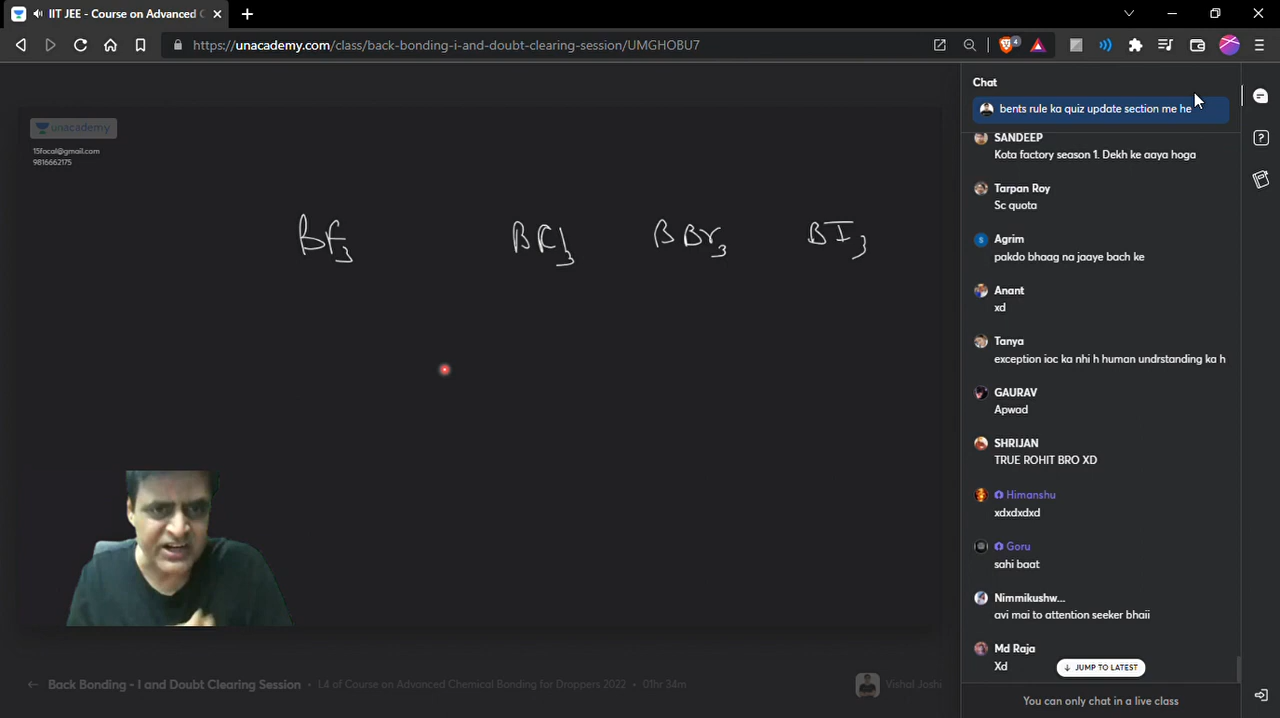 IIT JEE - Course on Advanced C
https://unacademy.com/class/back-bonding-i-and-doubt-clearing-session/UMGHOBU7
4
unacademy
15focal@gmail.com
9816662175
BF3 BCl3 BBr3 BI3
Back Bonding - I and Doubt Clearing Session • L4 of Course on Advanced Chemical Bonding for Droppers 2022 • 01hr 34m
Vishal Joshi
Chat
bents rule ka quiz update section me he
SANDEEP
Kota factory season 1. Dekh ke aaya hoga
Tarpan Roy
Sc quota
S
Agrim
pakdo bhaag na jaaye bach ke
Anant
xd
Tanya
exception ioc ka nhi h human undrstanding ka h
GAURAV
Apwad
SHRIJAN
TRUE ROHIT BRO XD
Himanshu
xdxdxdxd
Goru
sahi baat
Nimmikushw...
avi mai to attention seeker bhaii
Md Raja
Xd
JUMP TO LATEST
You can only chat in a live class